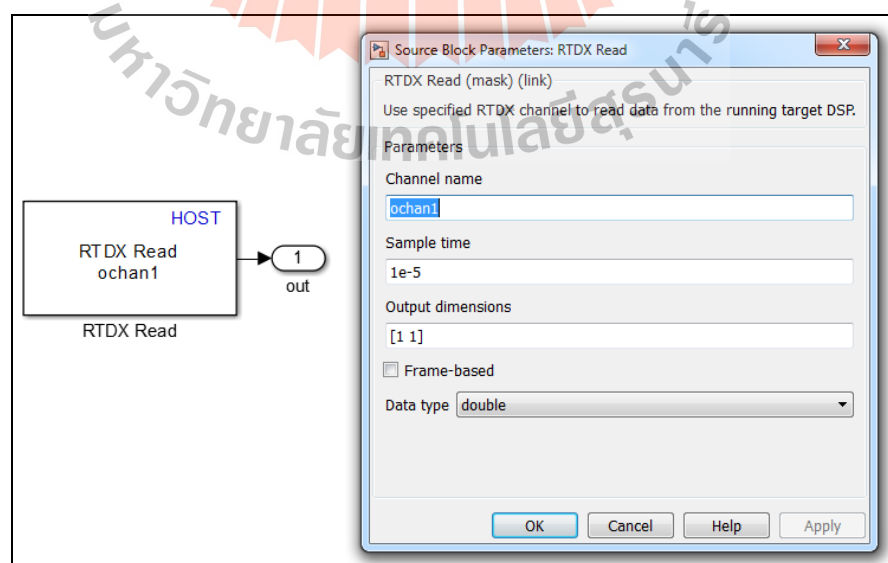 มหาวิทยาลัยเทคโนโลยีสุรนารี
HOST
RTDX Read
ochan1
RTDX Read
1
out
Source Block Parameters: RTDX Read
RTDX Read (mask) (link)
Use specified RTDX channel to read data from the running target DSP.
Parameters
Channel name
ochan1
Sample time
1e-5
Output dimensions
[1 1]
Frame-based
Data type double
OK Cancel Help Apply